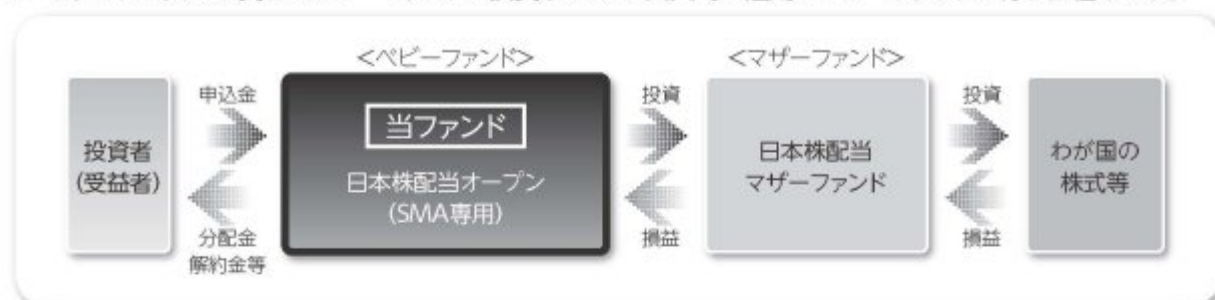 <ベビーファンド>
<マザーファンド>
投資者
(受益者)
申込金
分配金
解約金等
当ファンド
日本株配当オープン
(SMA専用)
投資
損益
日本株配当
マザーファンド
投資
損益
わが国の
株式等